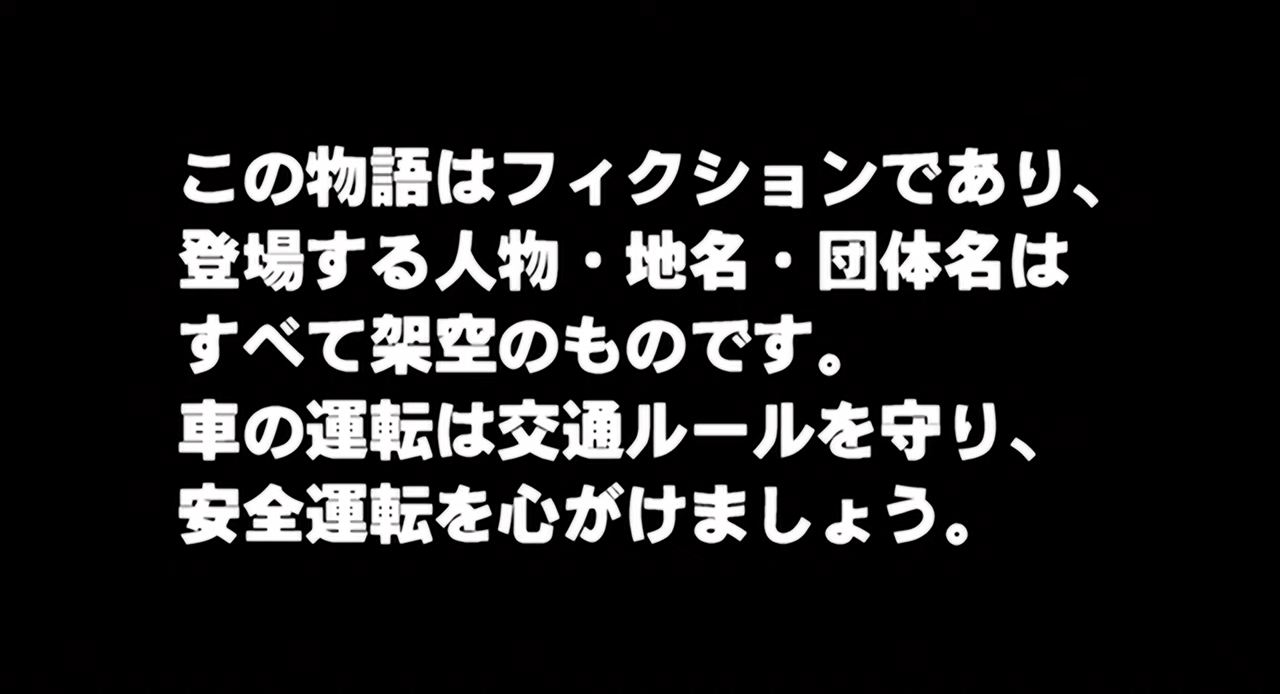 この物語はフィクションであり、
登場する人物・地名・団体名は
すべて架空のものです。
車の運転は交通ルールを守り、
安全運転を心がけましょう。